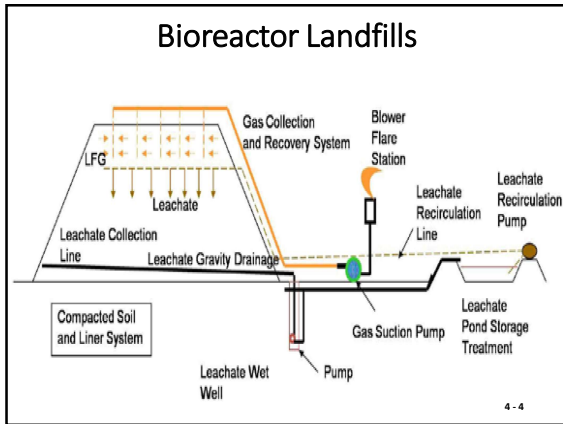 Bioreactor Landfills
Gas Collection
and Recovery System
Blower
Flare
Station
LFG
Leachate
Leachate
Recirculation
Line
Leachate
Recirculation
Pump
Leachate Collection
Line
Leachate Gravity Drainage
Compacted Soil
and Liner System
Gas Suction Pump
Leachate
Pond Storage
Treatment
Leachate Wet
Well
Pump
4 - 4